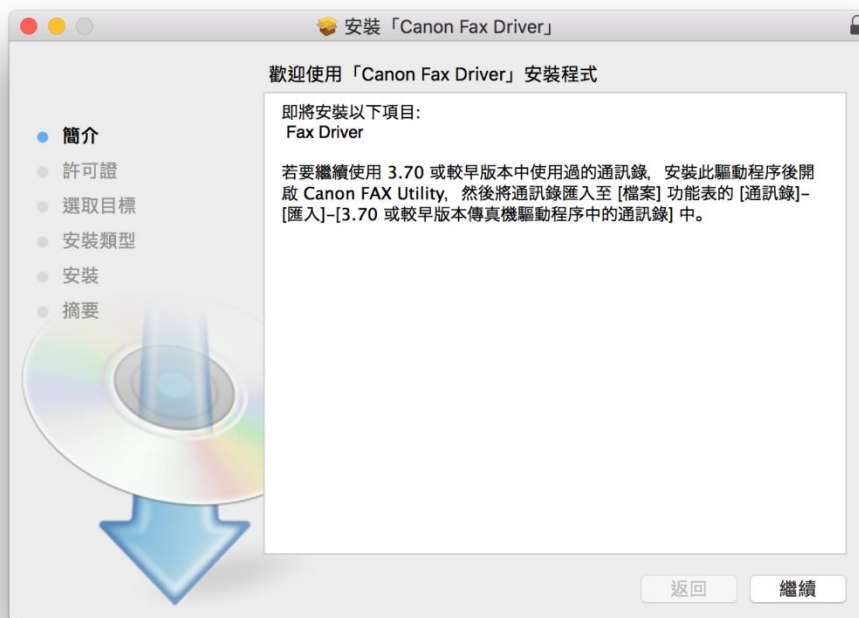 安裝「Canon Fax Driver」
歡迎使用「Canon Fax Driver」安裝程式
簡介
許可證
選取目標
安裝類型
安裝
摘要
即將安裝以下項目:
Fax Driver
若要繼續使用 3.70 或較早版本中使用過的通訊錄，安裝此驅動程序後開
啟 Canon FAX Utility，然後將通訊錄匯入至 [檔案] 功能表的 [通訊錄]–
[匯入]–[3.70 或較早版本傳真機驅動程序中的通訊錄] 中。
返回
繼續